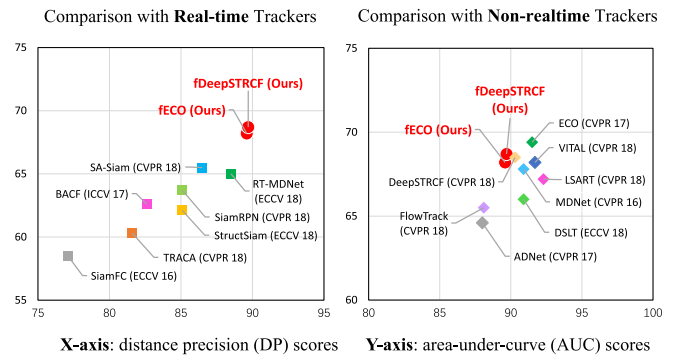 Comparison with Real-time Trackers
75
70
65
60
55
75
80
85
90
95
fDeepSTRCF (Ours)
fECO (Ours)
SA-Siam (CVPR 18)
RT-MDNet
(ECCV 18)
BACF (ICCV 17)
SiamRPN (CVPR 18)
StructSiam (ECCV 18)
TRACA (CVPR 18)
SiamFC (ECCV 16)
Comparison with Non-realtime Trackers
75
70
65
60
80
85
90
95
100
fDeepSTRCF
(Ours)
fECO (Ours)
ECO (CVPR 17)
VITAL (CVPR 18)
DeepSTRCF (CVPR 18)
LSART (CVPR 18)
MDNet (CVPR 16)
FlowTrack
(CVPR 18)
DSLT (ECCV 18)
ADNet (CVPR 17)
X-axis: distance precision (DP) scores
Y-axis: area-under-curve (AUC) scores